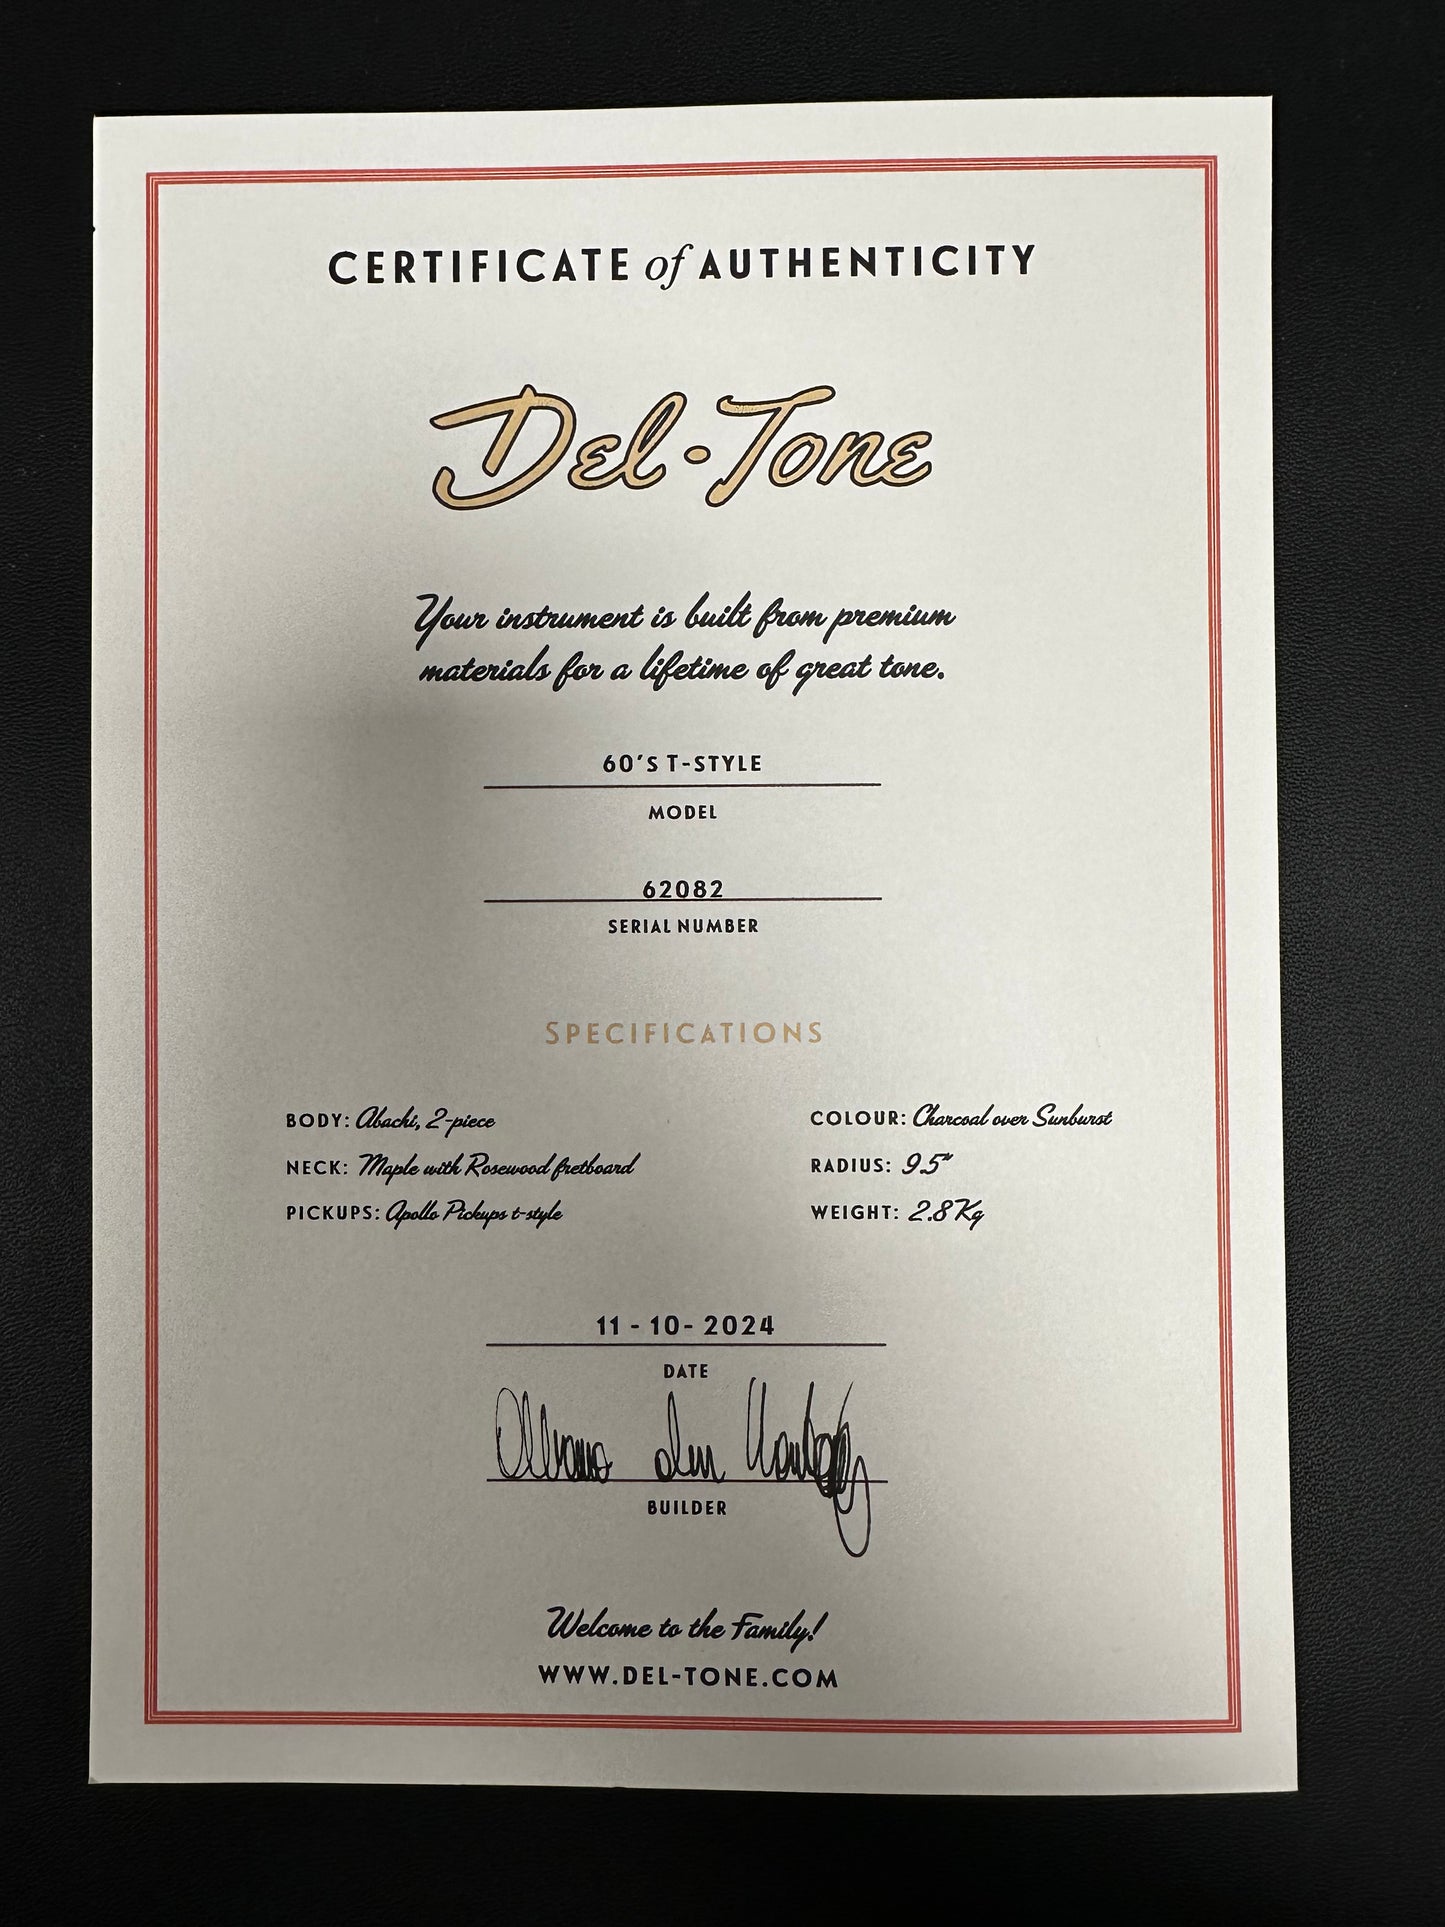 CERTIFICATE of AUTHENTICITY
Del-Tone
Your instrument is built from premium
materials for a lifetime of great tone.
60'S T-STYLE
MODEL
62082
SERIAL NUMBER
SPECIFICATIONS
BODY: Abachi, 2-piece
NECK: Maple with Rosewood fretboard
PICKUPS: Apollo Pickups t-style
COLOUR: Charcoal over Sunburst
RADIUS: 9.5"
WEIGHT: 2.8 Kg
11 - 10- 2024
DATE
BUILDER
Welcome to the Family!
WWW.DEL-TONE.COM